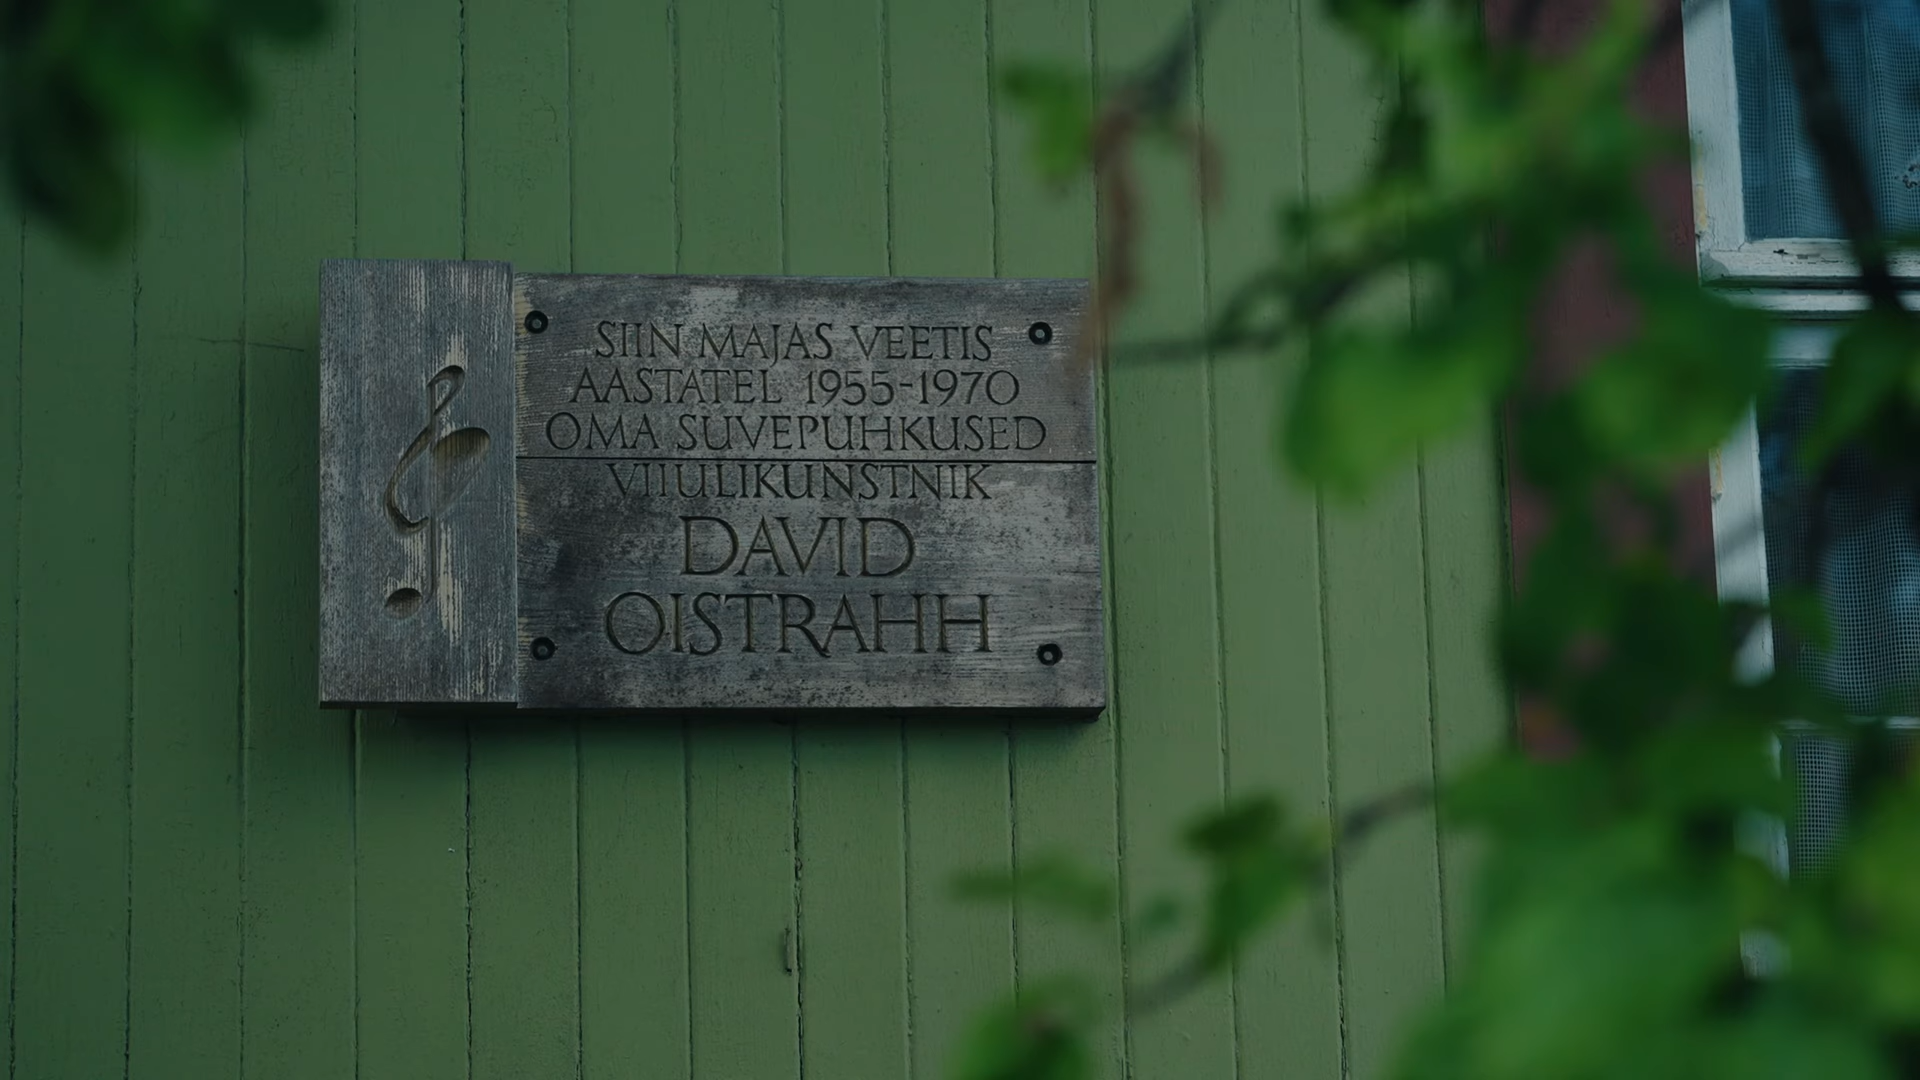 SIIN MAJAS VEETIS
AASTATEL 1955-1970
OMA SUVEPUHKUSED
VIIULIKUNSTNIK
DAVID
OISTRAHH